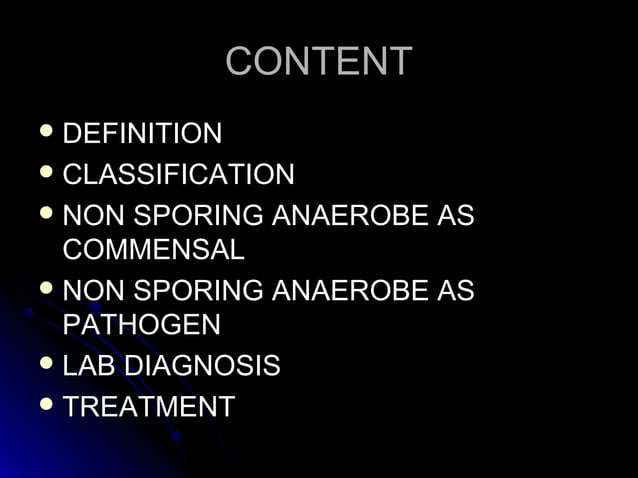 CONTENT
DEFINITION
CLASSIFICATION
NON SPORING ANAEROBE AS
COMMENSAL
NON SPORING ANAEROBE AS
PATHOGEN
LAB DIAGNOSIS
TREATMENT